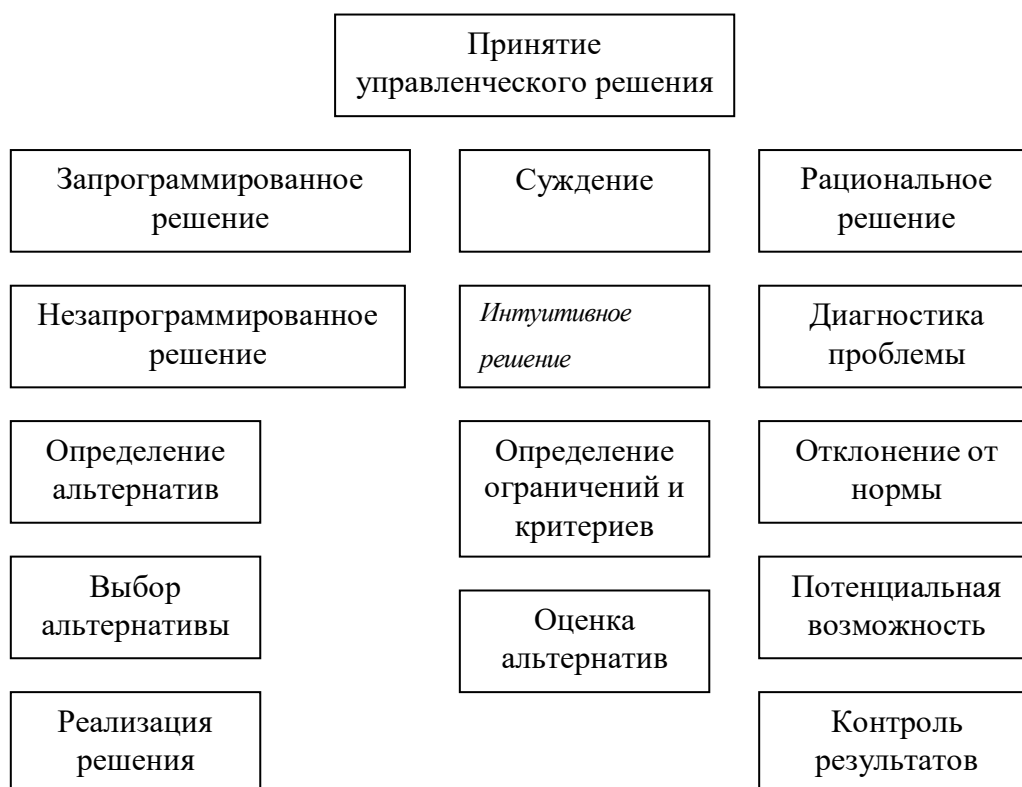 Принятие
управленческого решения
Запрограммированное
решение
Суждение
Рациональное
решение
Незапрограммированное
решение
Интуитивное
решение
Диагностика
проблемы
Определение
альтернатив
Определение
ограничений и
критериев
Отклонение от
нормы
Выбор
альтернативы
Оценка
альтернатив
Потенциальная
возможность
Реализация
решения
Контроль
результатов